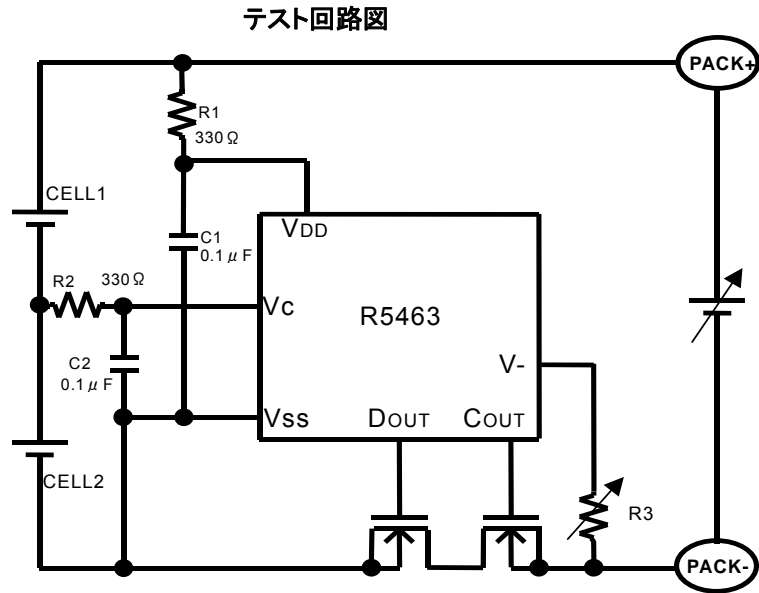 テスト回路図
PACK+
R1
330Ω
CELL1
VDD
C1
0.1μF
R2
330Ω
Vc
R5463
V-
C2
0.1μF
Vss
DOUT
COUT
CELL2
R3
PACK-